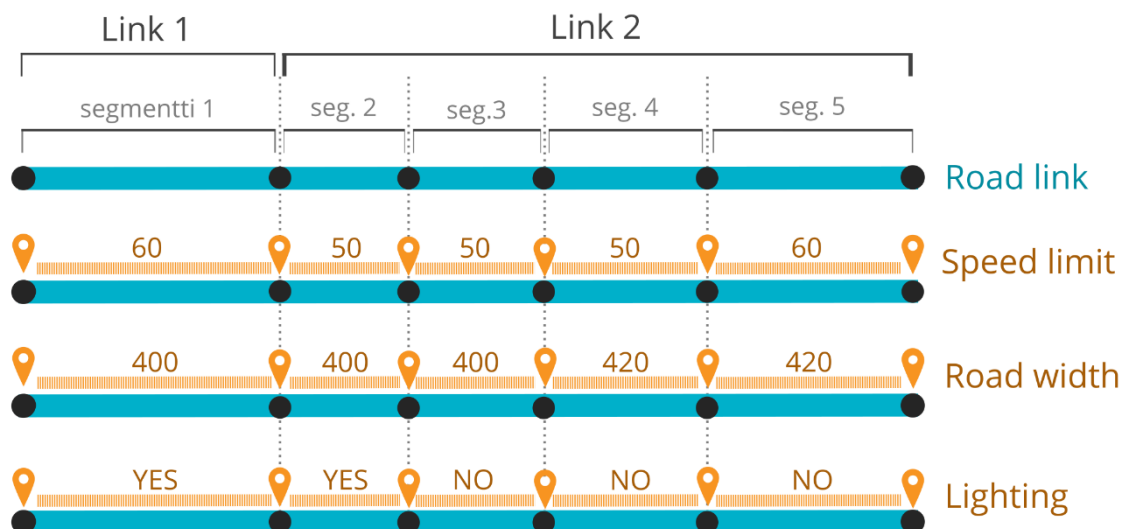 Link 1
Link 2
segmentti 1
seg. 2
seg.3
seg. 4
seg. 5
Road link
60
50
50
50
60
Speed limit
400
400
400
420
420
Road width
YES
YES
NO
NO
NO
Lighting